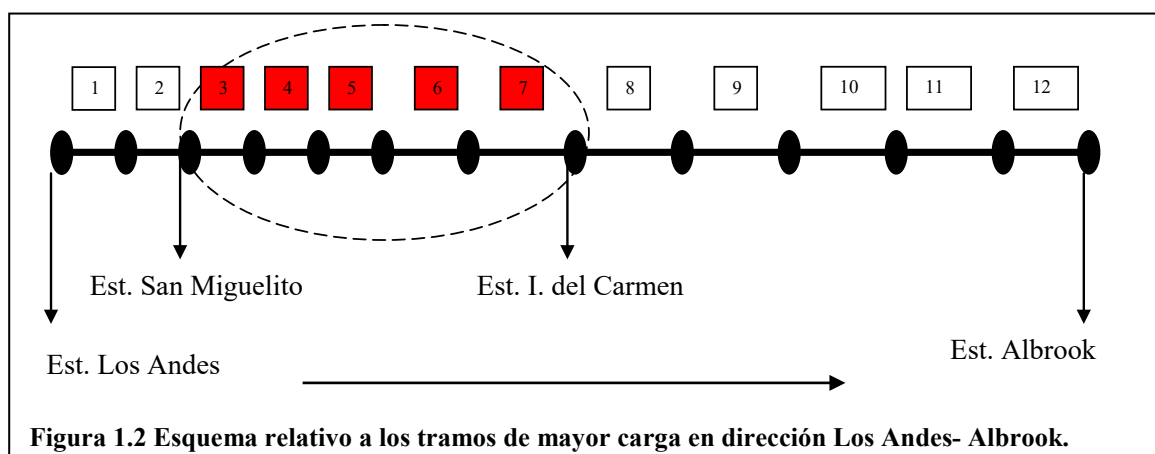 1 2 3 4 5 6 7 8 9 10 11 12
Est. San Miguelito Est. I. del Carmen
Est. Los Andes Est. Albrook
Figura 1.2 Esquema relativo a los tramos de mayor carga en dirección Los Andes- Albrook.